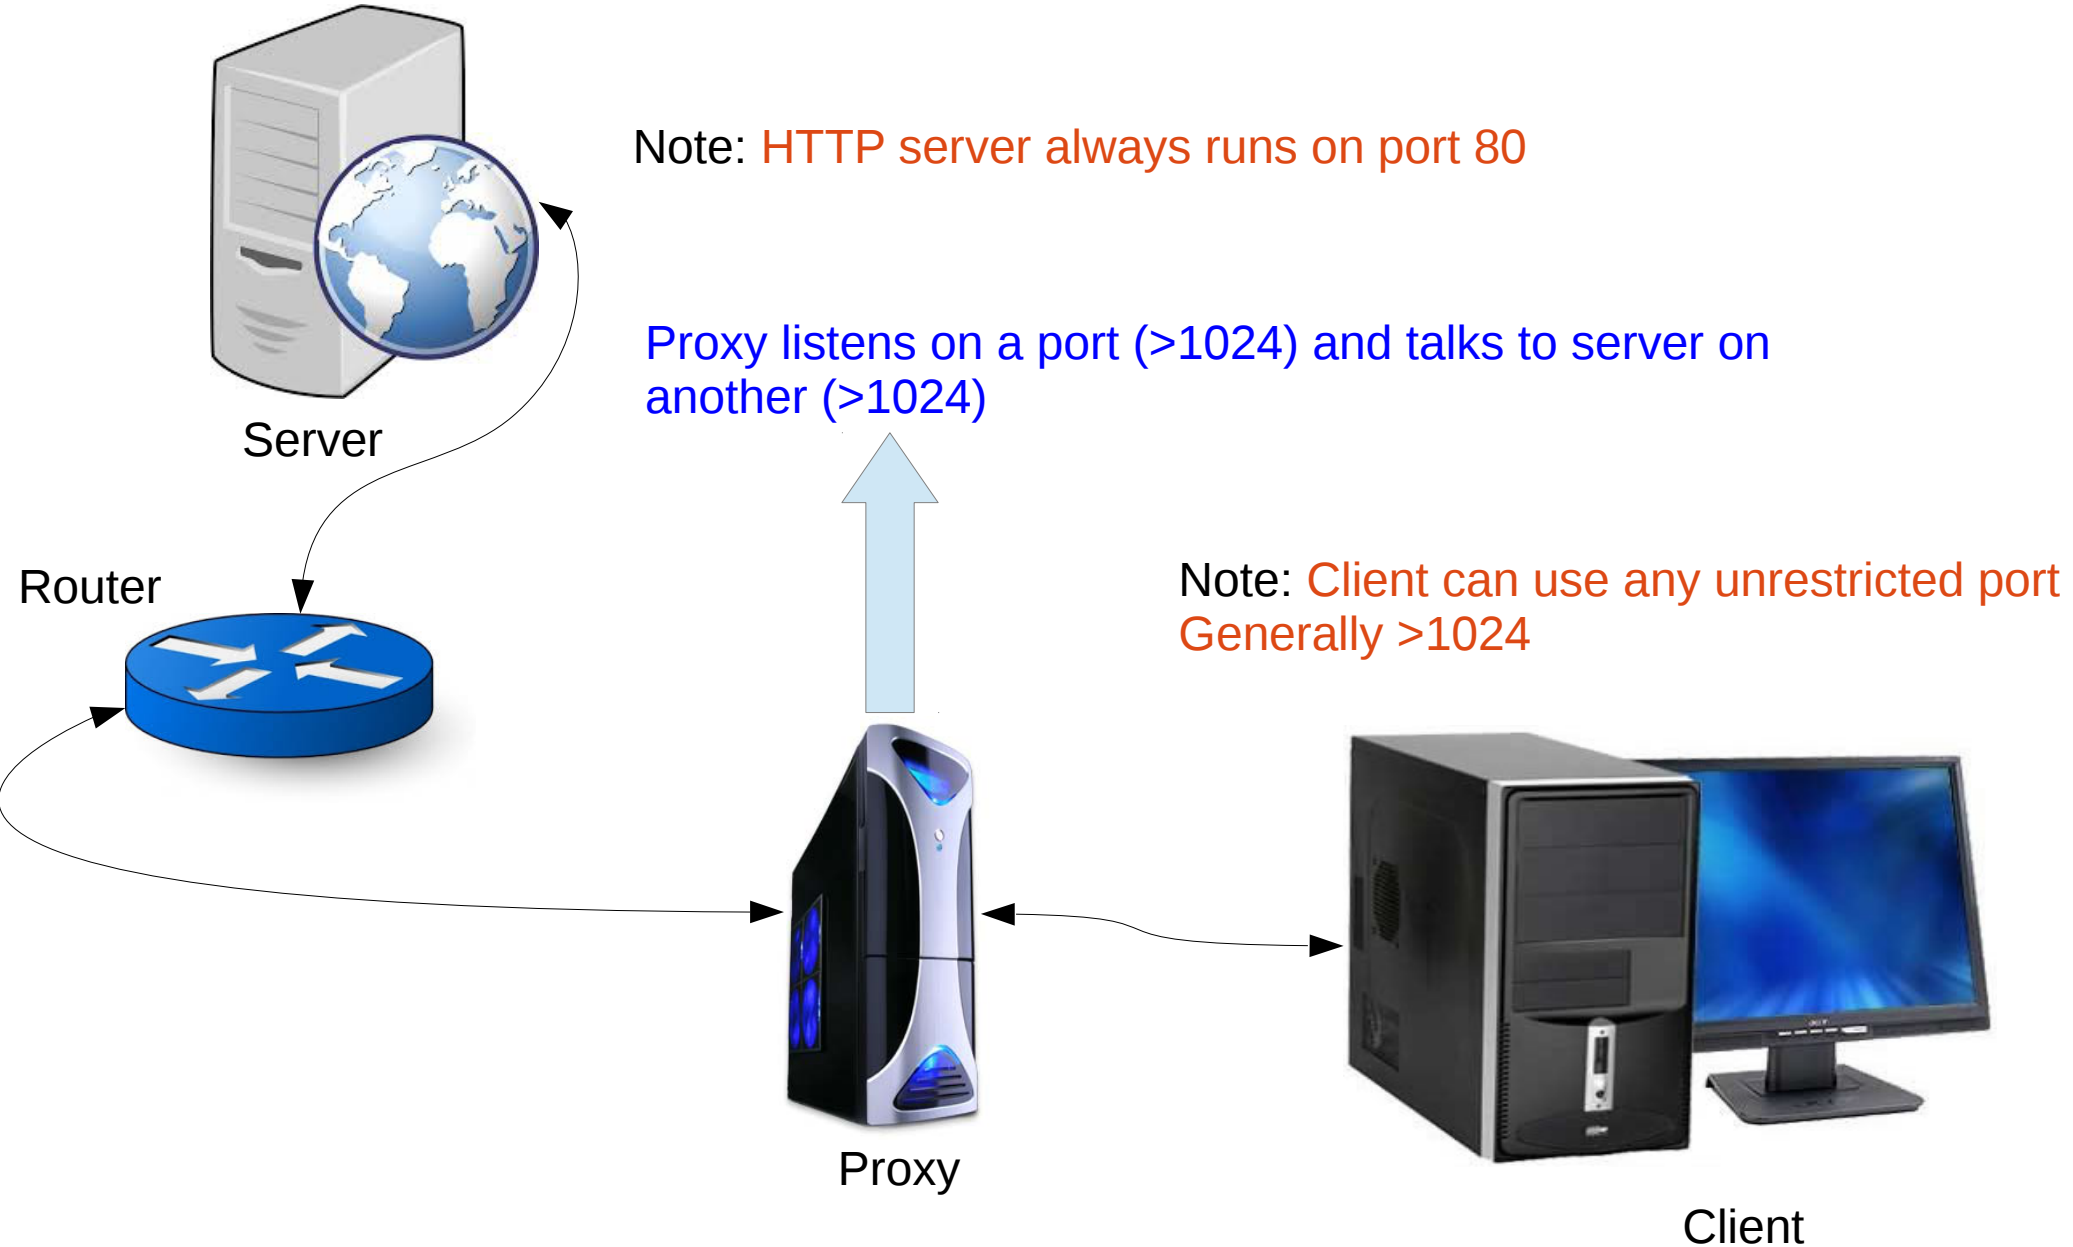 Note: HTTP server always runs on port 80
Proxy listens on a port (>1024) and talks to server on
another (>1024)
Server
Router
Note: Client can use any unrestricted port
Generally >1024
Proxy
Client